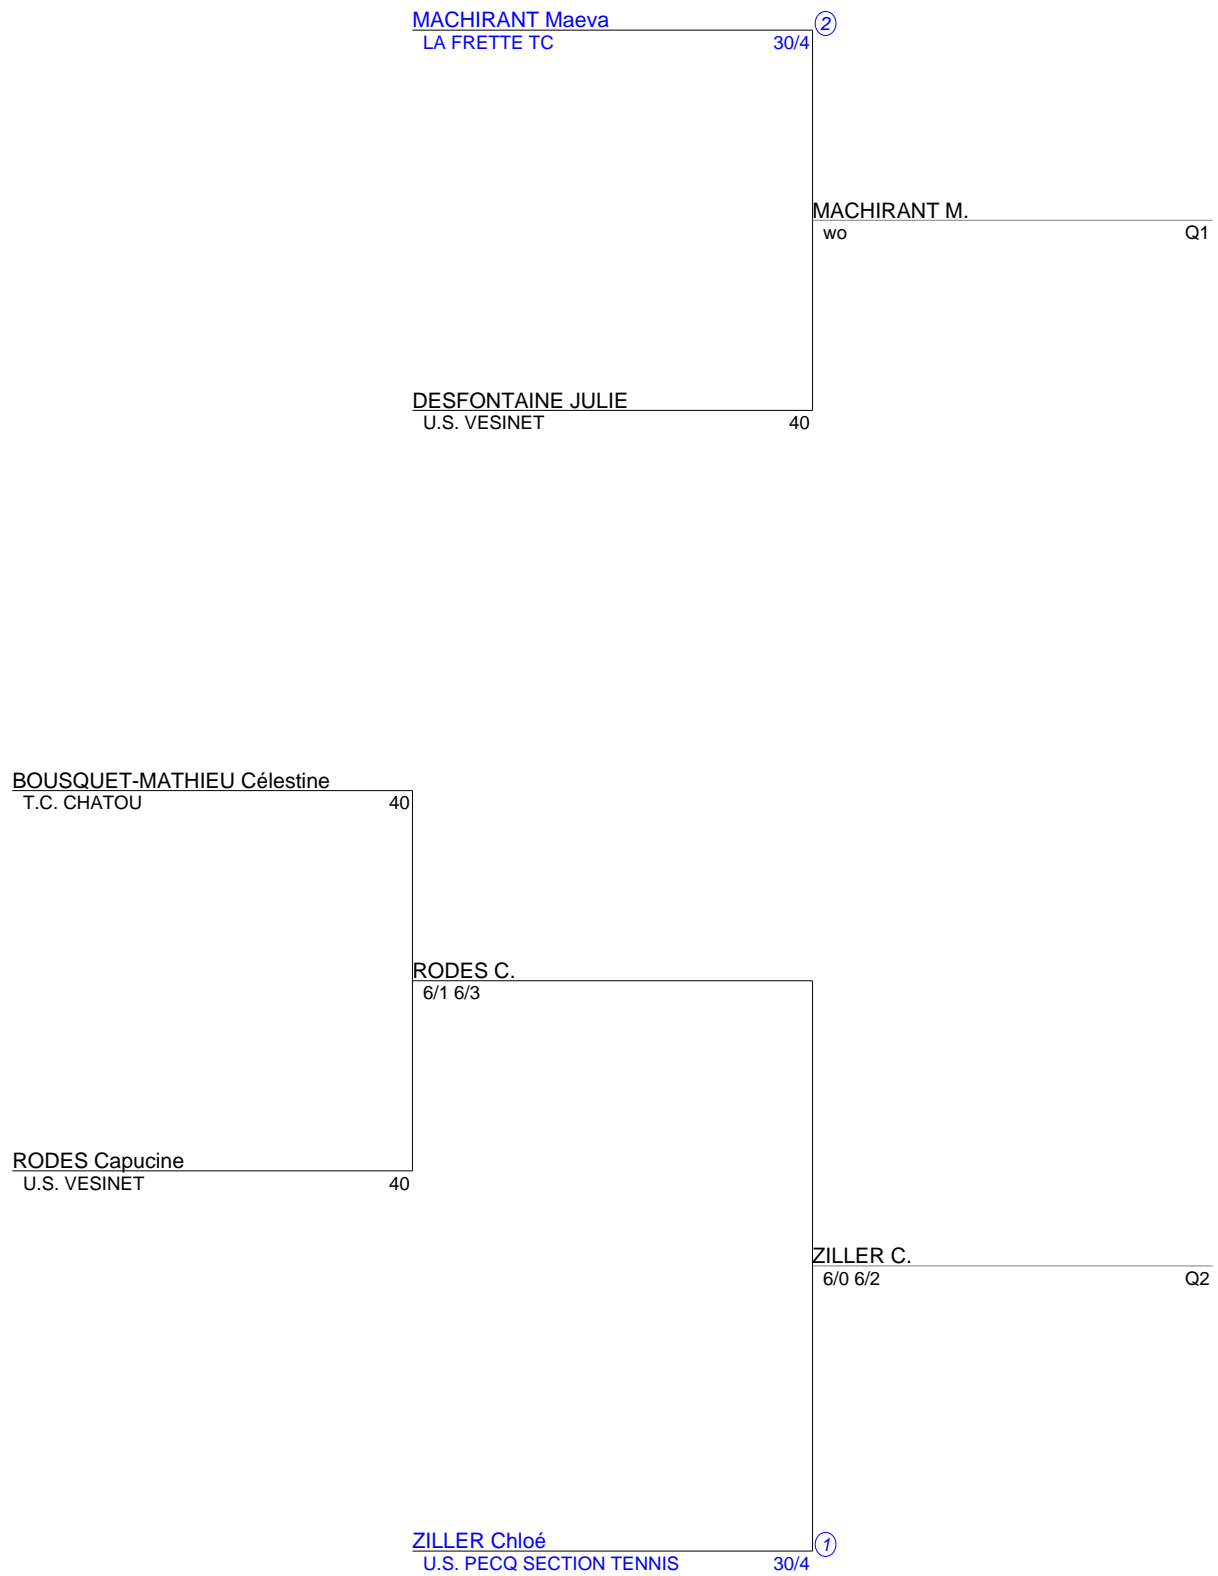 MACHIRANT Maeva 2
LA FRETTE TC 30/4
MACHIRANT M.
wo Q1
DESFONTAINE JULIE
U.S. VESINET 40
BOUSQUET-MATHIEU Célestine
T.C. CHATOU 40
RODES C.
6/1 6/3
RODES Capucine
U.S. VESINET 40
ZILLER C.
6/0 6/2 Q2
ZILLER Chloé 1
U.S. PECQ SECTION TENNIS 30/4